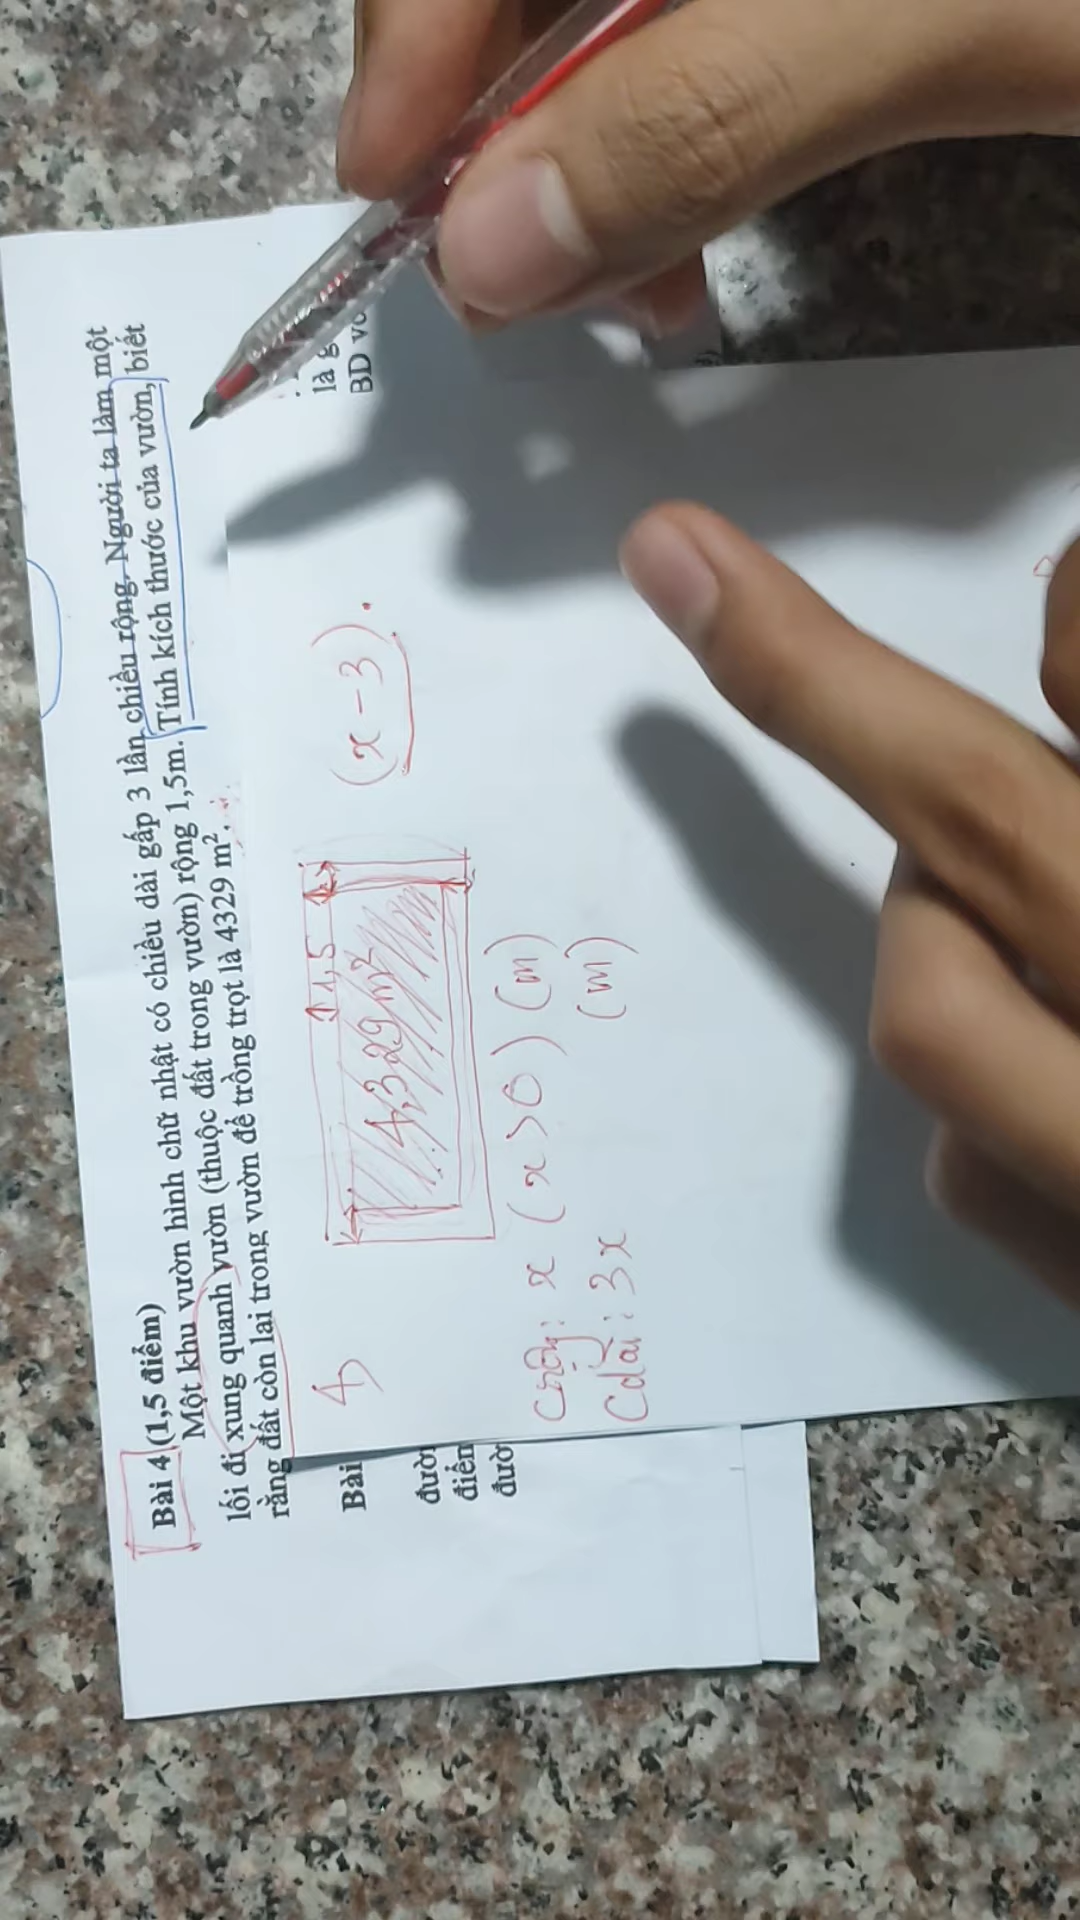 Bài 4 (1,5 điểm)
Một khu vườn hình chữ nhật có chiều dài gấp 3 lần chiều rộng. Người ta làm một
lối đi xung quanh vườn (thuộc đất trong vườn) rộng 1,5m. Tính kích thước của vườn, biết
rằng đất còn lại trong vườn để trồng trọt là 4329 m².
Bài
là g
BD vớ
đườn
điển
đườ
1,5
4329 m²
(x - 3).
Crộng: x (x > 0) (m)
Cdài: 3x (m)